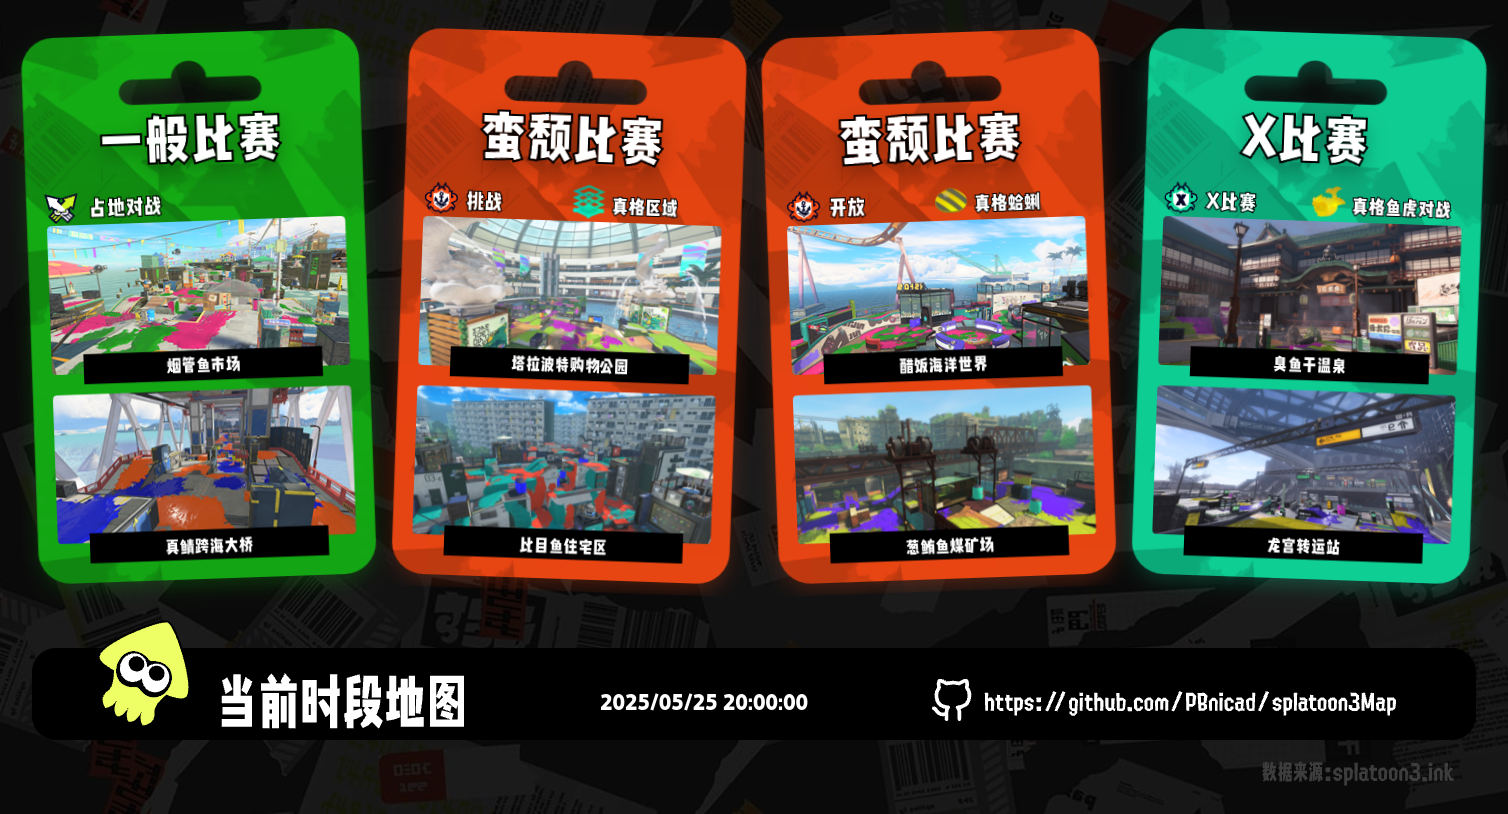 一般比赛
占地对战
烟管鱼市场
真鲭跨海大桥
蛮颓比赛
挑战
真格区域
塔拉波特购物公园
比目鱼住宅区
蛮颓比赛
开放
真格蛤蜊
醋饭海洋世界
葱鲔鱼煤矿场
X比赛
X比赛
真格鱼虎对战
臭鱼干温泉
龙宫转运站
当前时段地图
2025/05/25 20:00:00
https://github.com/PBnicad/splatoon3Map
数据来源:splatoon3.ink